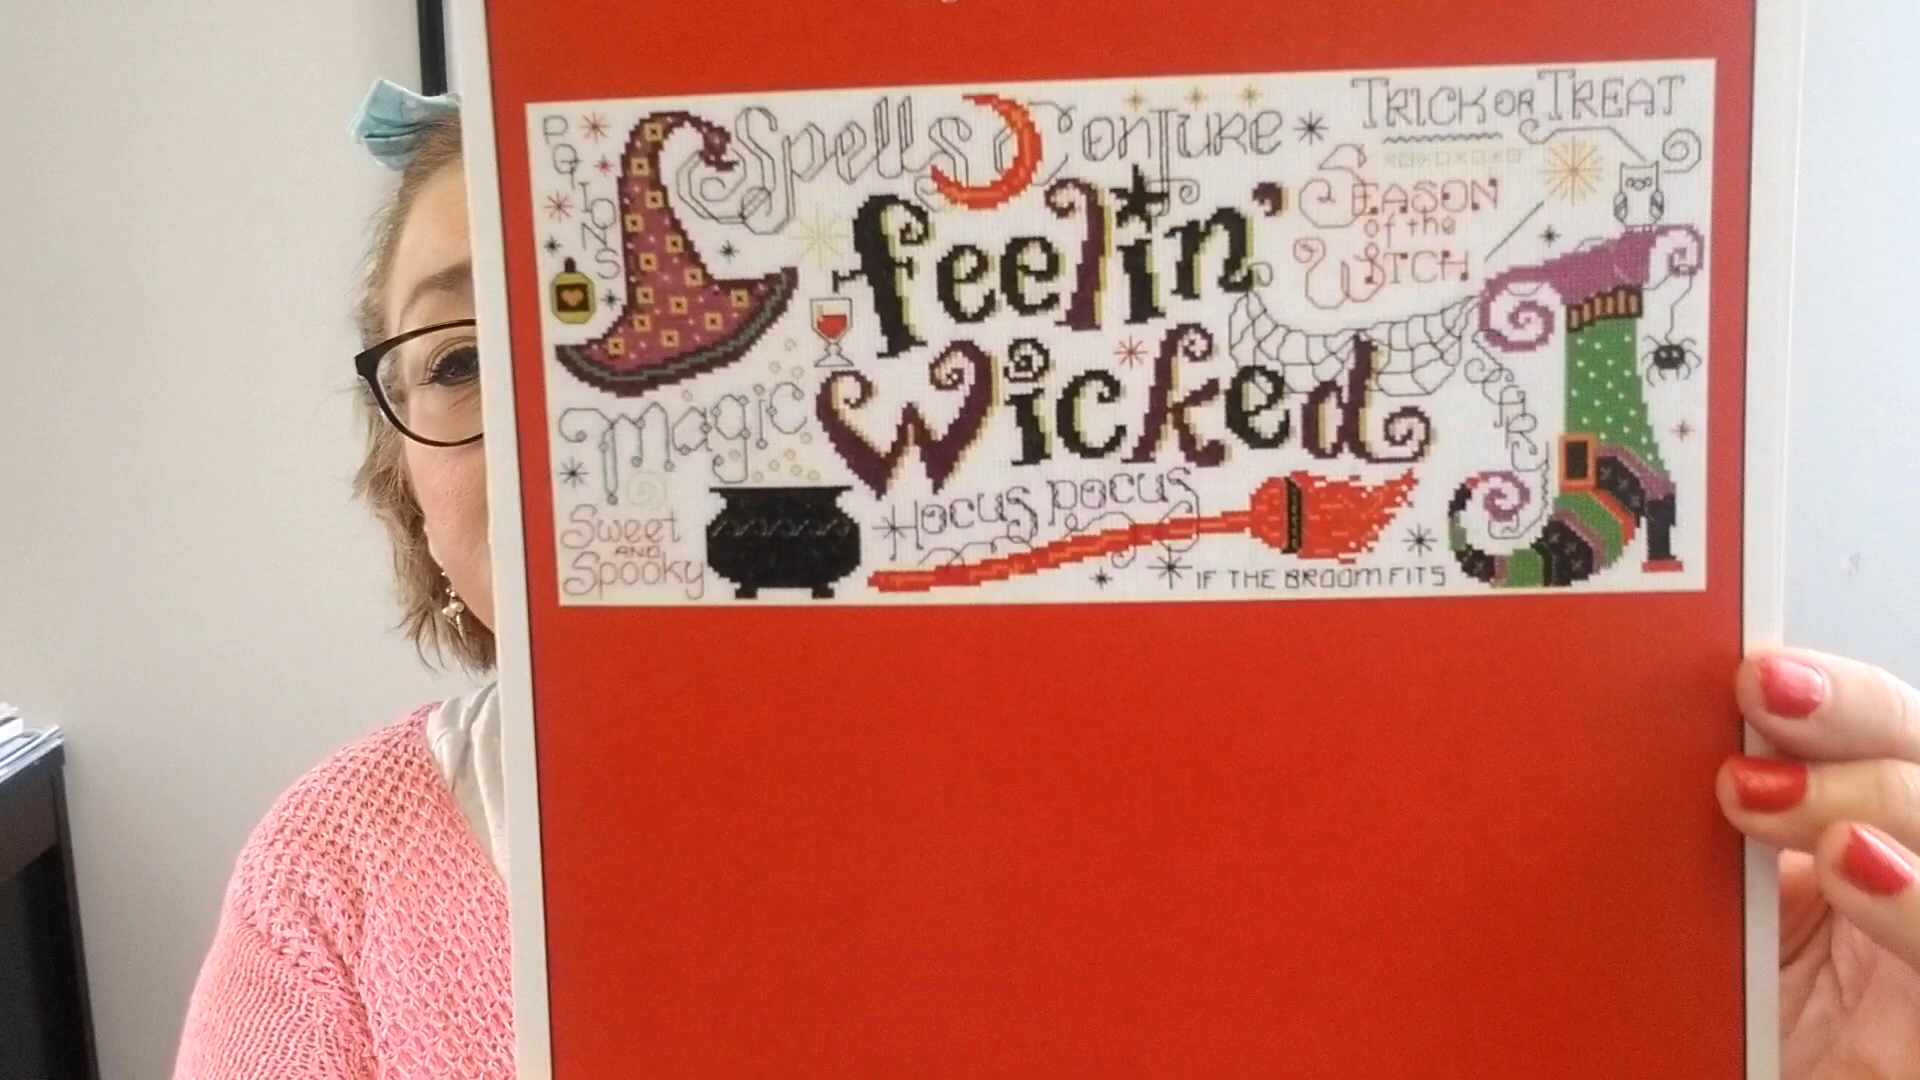 POTIONS
Spells
Conjure
TRICK OR TREAT
feelin'
SEASON
of the
WITCH
wicked
magic
SCARY
Hocus pocus
Sweet
AND
Spooky
IF THE BROOM FITS